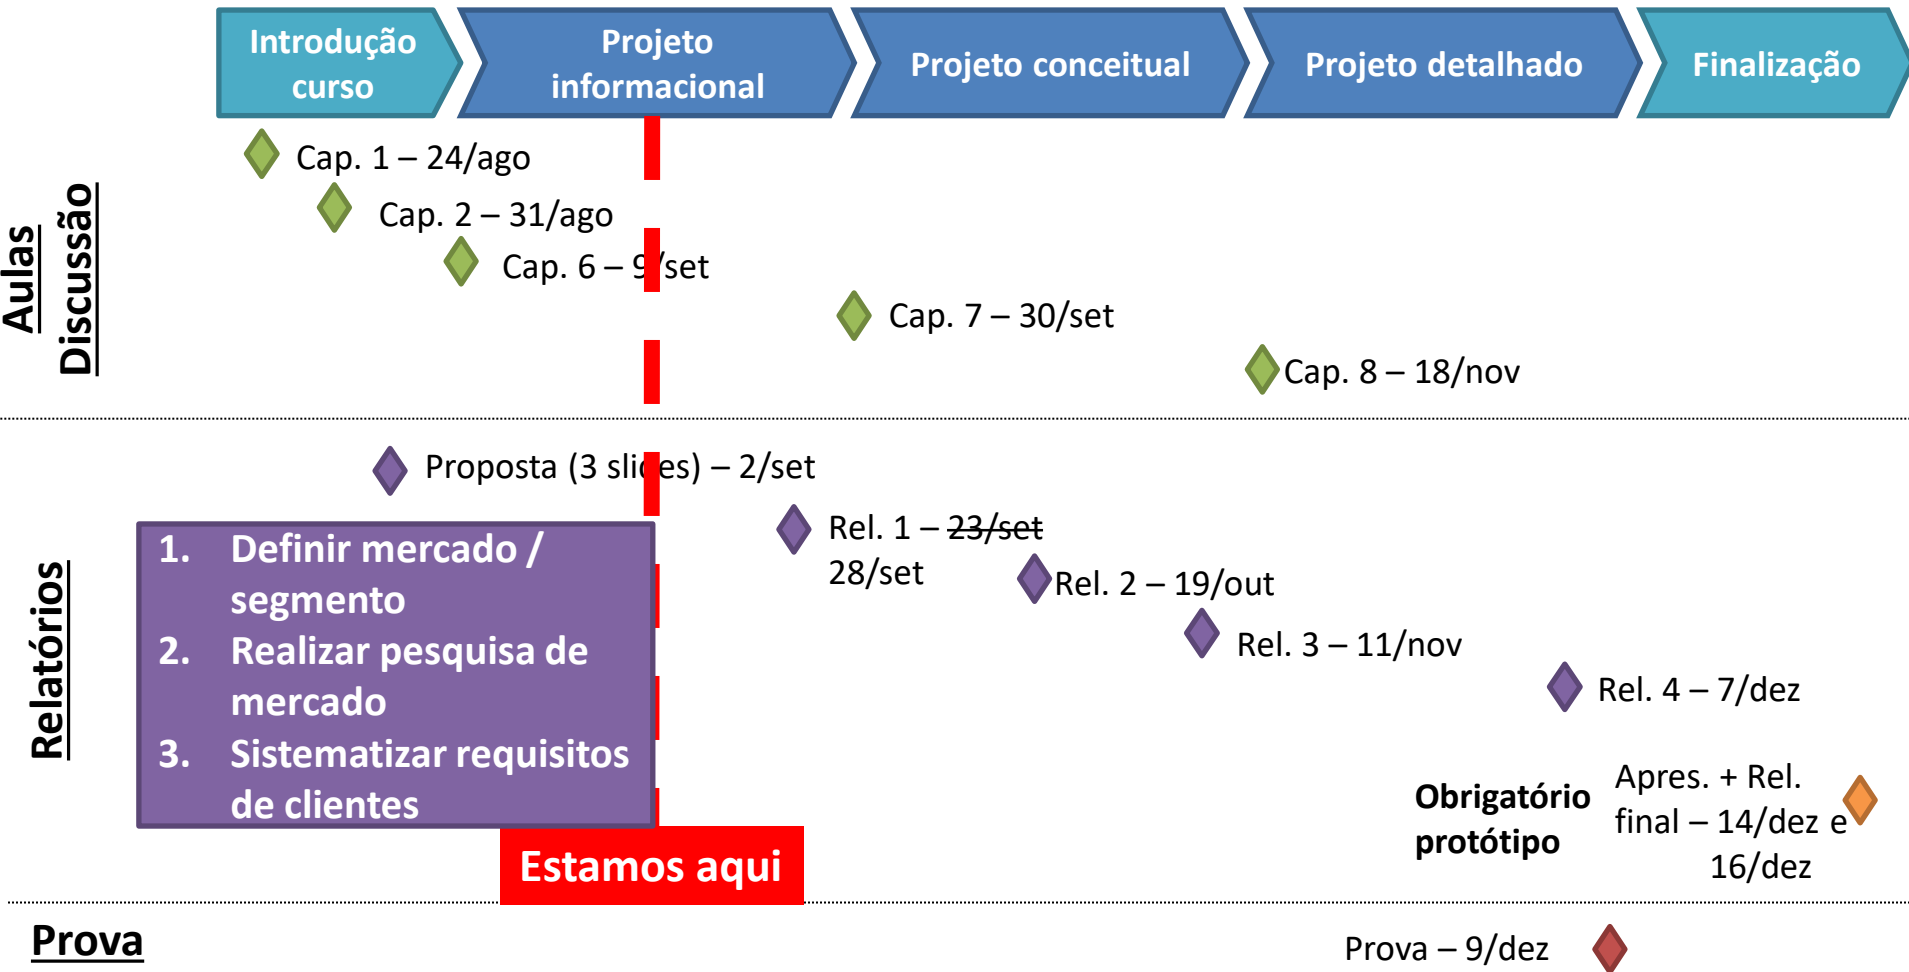 Introdução
curso
Projeto
informacional
Projeto conceitual
Projeto detalhado
Finalização
Aulas
Discussão
Cap. 1 – 24/ago
Cap. 2 – 31/ago
Cap. 6 – 9/set
Cap. 7 – 30/set
Cap. 8 – 18/nov
Relatórios
Proposta (3 slides) – 2/set
1. Definir mercado /
segmento
2. Realizar pesquisa de
mercado
3. Sistematizar requisitos
de clientes
Rel. 1 – 23/set
28/set
Rel. 2 – 19/out
Rel. 3 – 11/nov
Rel. 4 – 7/dez
Obrigatório
protótipo
Apres. + Rel.
final – 14/dez e
16/dez
Estamos aqui
Prova
Prova – 9/dez